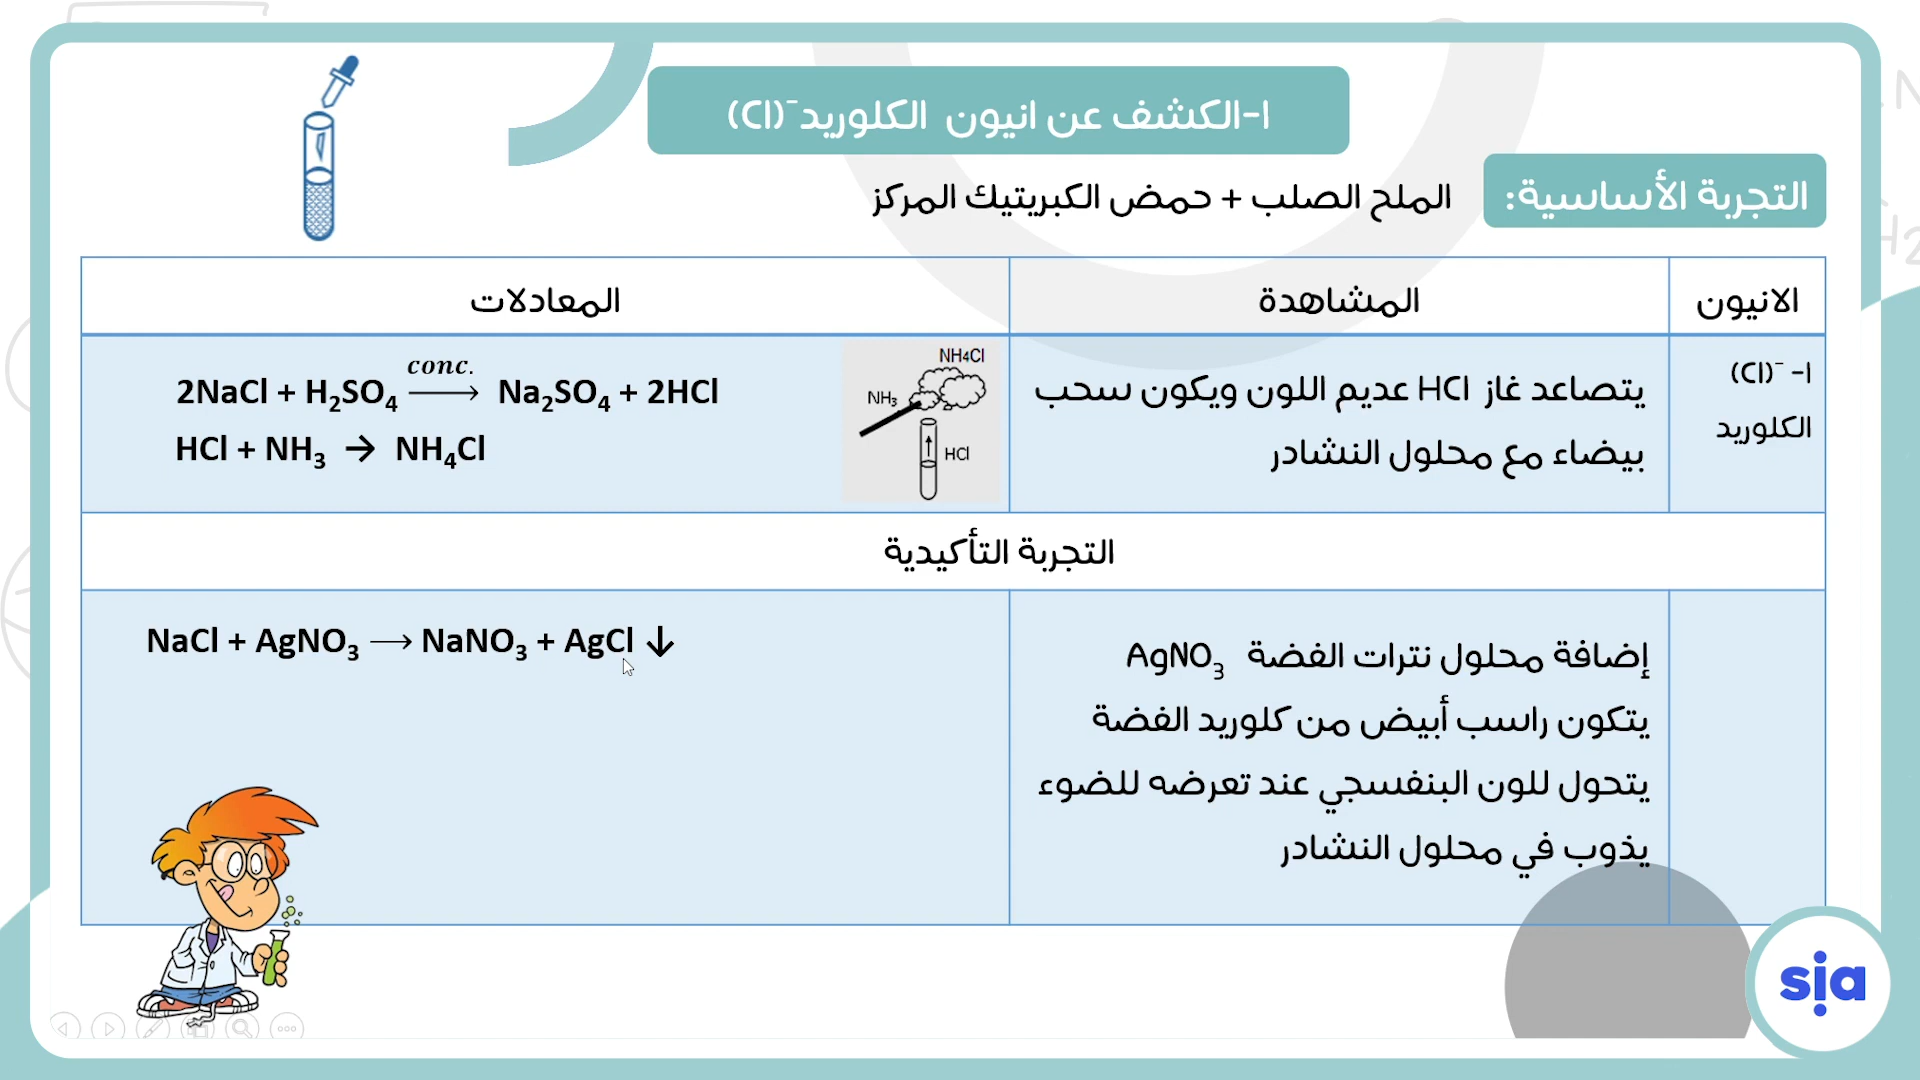 ١-الكشف عن انيون الكلوريد⁻(Cl)
التجربة الأساسية: الملح الصلب + حمض الكبريتيك المركز
الانيون المشاهدة المعادلات
١- ⁻(Cl)
الكلوريد
يتصاعد غاز HCl عديم اللون ويكون سحب
بيضاء مع محلول النشادر
NH4Cl
NH₃
HCl
2NaCl + H₂SO₄ conc. ⟶ Na₂SO₄ + 2HCl
HCl + NH₃ → NH₄Cl
التجربة التأكيدية
إضافة محلول نترات الفضة AgNO₃
يتكون راسب أبيض من كلوريد الفضة
يتحول للون البنفسجي عند تعرضه للضوء
يذوب في محلول النشادر
NaCl + AgNO₃ ⟶ NaNO₃ + AgCl ↓
sia